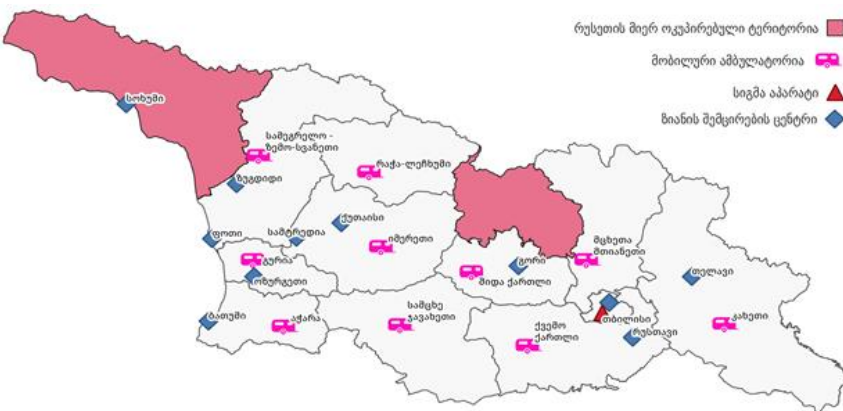 რუსეთის მიერ ოკუპირებული ტერიტორია
მობილური ამბულატორია
სიგმა აპარატი
ზიანის შემცირების ცენტრი
სოხუმი
სამეგრელო -
ზემო-სვანეთი
რაჭა-ლეჩხუმი
ზუგდიდი
ფოთი
სამტრედია
ქუთაისი
იმერეთი
მცხეთა
მთიანეთი
გორი
შიდა ქართლი
თელავი
გურია
ოზურგეთი
ბათუმი
აჭარა
სამცხე
ჯავახეთი
ქვემო
ქართლი
თბილისი
რუსთავი
კახეთი